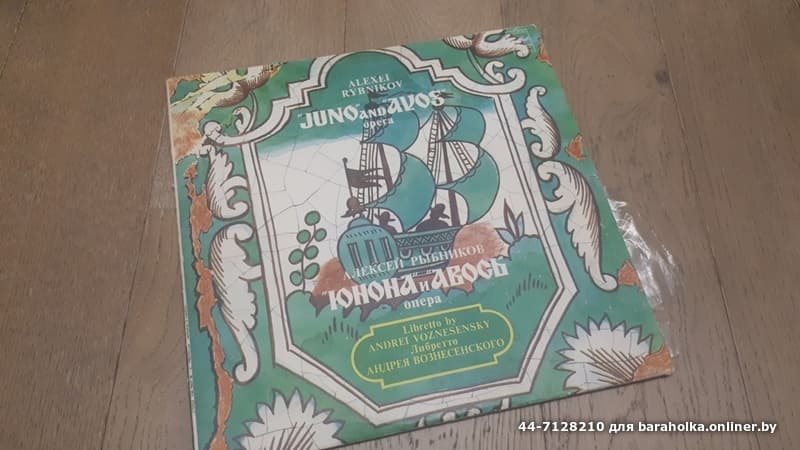 ALEXEI
RYBNIKOV
"JUNO" AND "AVOS"
opera
АЛЕКСЕЙ РЫБНИКОВ
"ЮНОНА" И "АВОСЬ"
опера
Libretto by
ANDREI VOZNESENSKY
Либретто
АНДРЕЯ ВОЗНЕСЕНСКОГО
44-7128210 для baraholka.onliner.by